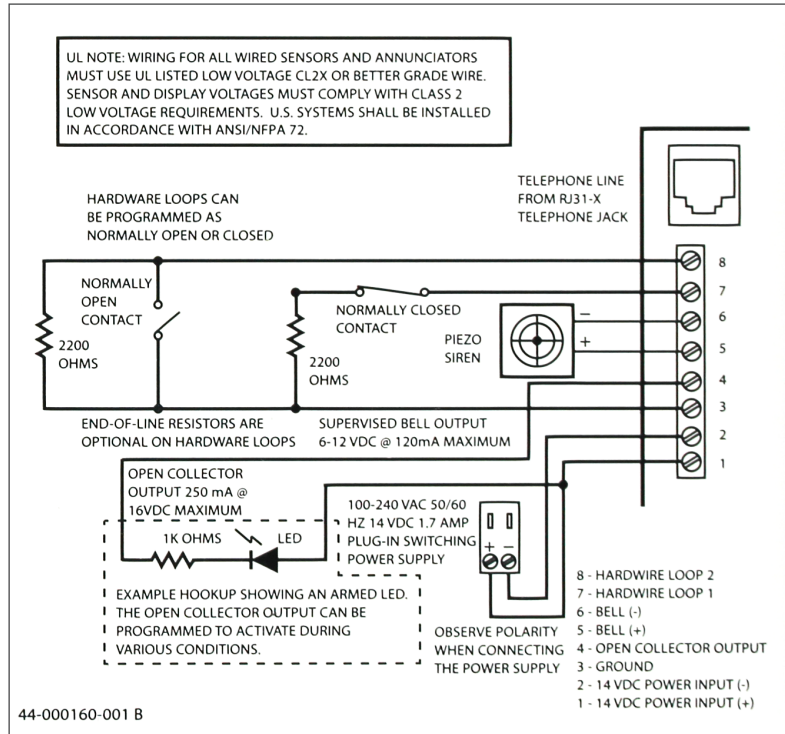 UL NOTE: WIRING FOR ALL WIRED SENSORS AND ANNUNCIATORS
MUST USE UL LISTED LOW VOLTAGE CL2X OR BETTER GRADE WIRE.
SENSOR AND DISPLAY VOLTAGES MUST COMPLY WITH CLASS 2
LOW VOLTAGE REQUIREMENTS. U.S. SYSTEMS SHALL BE INSTALLED
IN ACCORDANCE WITH ANSI/NFPA 72.
TELEPHONE LINE
FROM RJ31-X
TELEPHONE JACK
HARDWARE LOOPS CAN
BE PROGRAMMED AS
NORMALLY OPEN OR CLOSED
NORMALLY
OPEN
CONTACT
2200
OHMS
NORMALLY CLOSED
CONTACT
2200
OHMS
PIEZO
SIREN
−
+
8
7
6
5
4
3
2
1
END-OF-LINE RESISTORS ARE
OPTIONAL ON HARDWARE LOOPS
SUPERVISED BELL OUTPUT
6-12 VDC @ 120mA MAXIMUM
OPEN COLLECTOR
OUTPUT 250 mA @
16VDC MAXIMUM
1K OHMS
LED
100-240 VAC 50/60
HZ 14 VDC 1.7 AMP
PLUG-IN SWITCHING
POWER SUPPLY
+ −
EXAMPLE HOOKUP SHOWING AN ARMED LED.
THE OPEN COLLECTOR OUTPUT CAN BE
PROGRAMMED TO ACTIVATE DURING
VARIOUS CONDITIONS.
OBSERVE POLARITY
WHEN CONNECTING
THE POWER SUPPLY
8 - HARDWIRE LOOP 2
7 - HARDWIRE LOOP 1
6 - BELL (-)
5 - BELL (+)
4 - OPEN COLLECTOR OUTPUT
3 - GROUND
2 - 14 VDC POWER INPUT (-)
1 - 14 VDC POWER INPUT (+)
44-000160-001 B